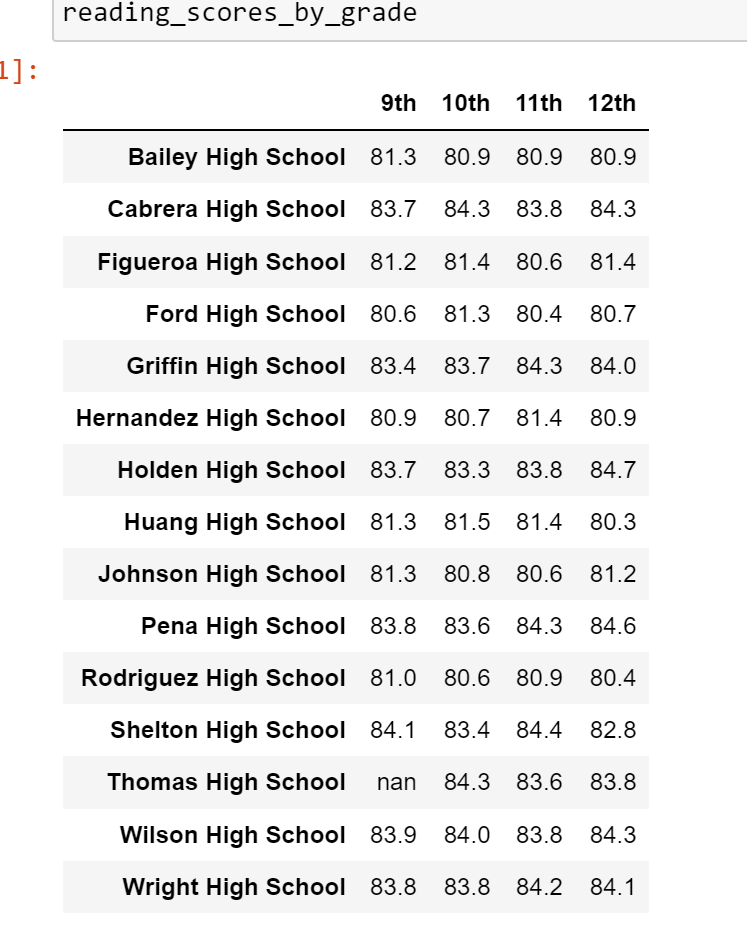 reading_scores_by_grade
1]:
9th 10th 11th 12th
Bailey High School 81.3 80.9 80.9 80.9
Cabrera High School 83.7 84.3 83.8 84.3
Figueroa High School 81.2 81.4 80.6 81.4
Ford High School 80.6 81.3 80.4 80.7
Griffin High School 83.4 83.7 84.3 84.0
Hernandez High School 80.9 80.7 81.4 80.9
Holden High School 83.7 83.3 83.8 84.7
Huang High School 81.3 81.5 81.4 80.3
Johnson High School 81.3 80.8 80.6 81.2
Pena High School 83.8 83.6 84.3 84.6
Rodriguez High School 81.0 80.6 80.9 80.4
Shelton High School 84.1 83.4 84.4 82.8
Thomas High School nan 84.3 83.6 83.8
Wilson High School 83.9 84.0 83.8 84.3
Wright High School 83.8 83.8 84.2 84.1